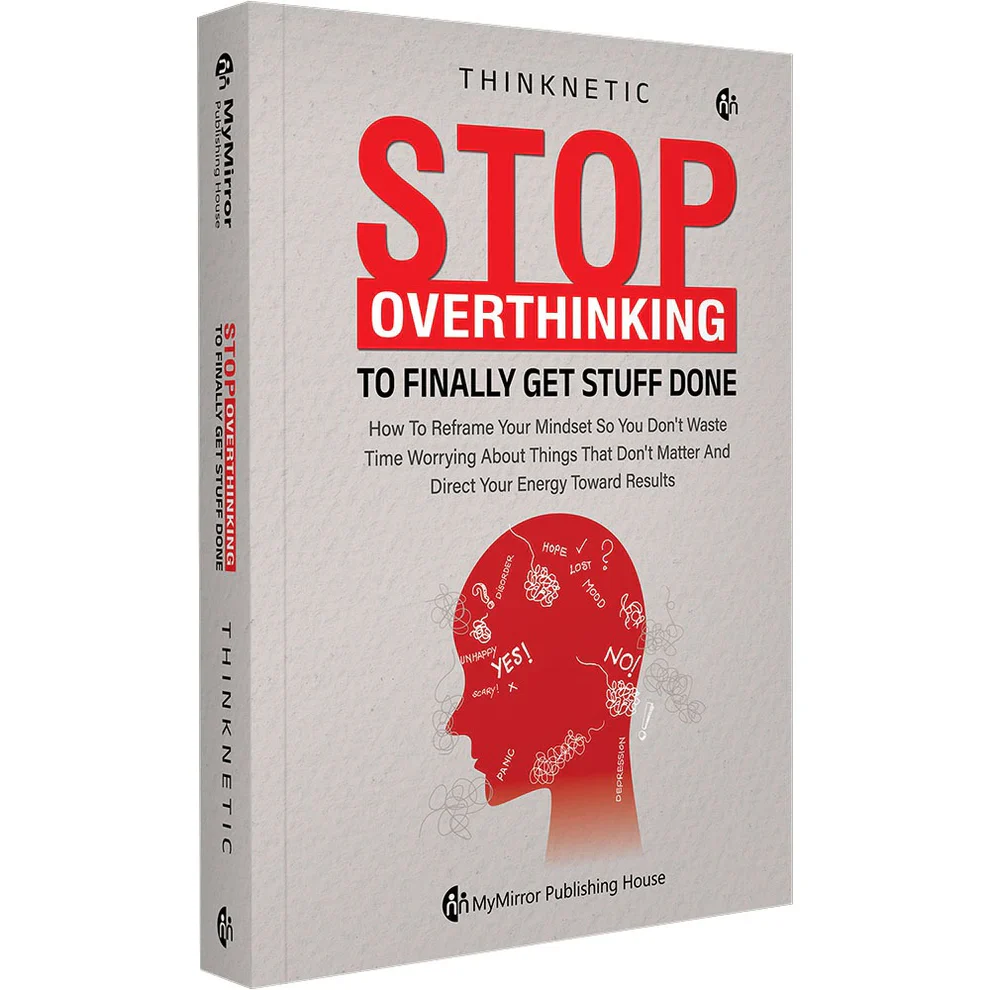 THINKNETIC
STOP
OVERTHINKING
TO FINALLY GET STUFF DONE
How To Reframe Your Mindset So You Don't Waste
Time Worrying About Things That Don't Matter And
Direct Your Energy Toward Results
HOPE
LOST
MOOD
DISORDER
?
?
UNHAPPY
YES!
SCARY! X
NO!
!
PANIC
DEPRESSION
MyMirror Publishing House
MyMirror
Publishing House
STOP OVERTHINKING
TO FINALLY GET STUFF DONE
THINKNETIC